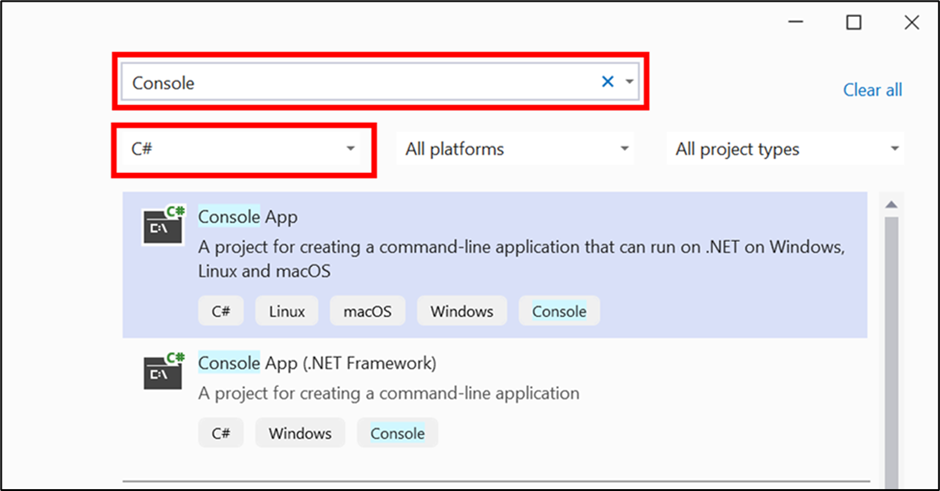 Console
Clear all
C#
All platforms
All project types
C#
C:\
Console App
A project for creating a command-line application that can run on .NET on Windows,
Linux and macOS
C#
Linux
macOS
Windows
Console
C#
C:\
Console App (.NET Framework)
A project for creating a command-line application
C#
Windows
Console